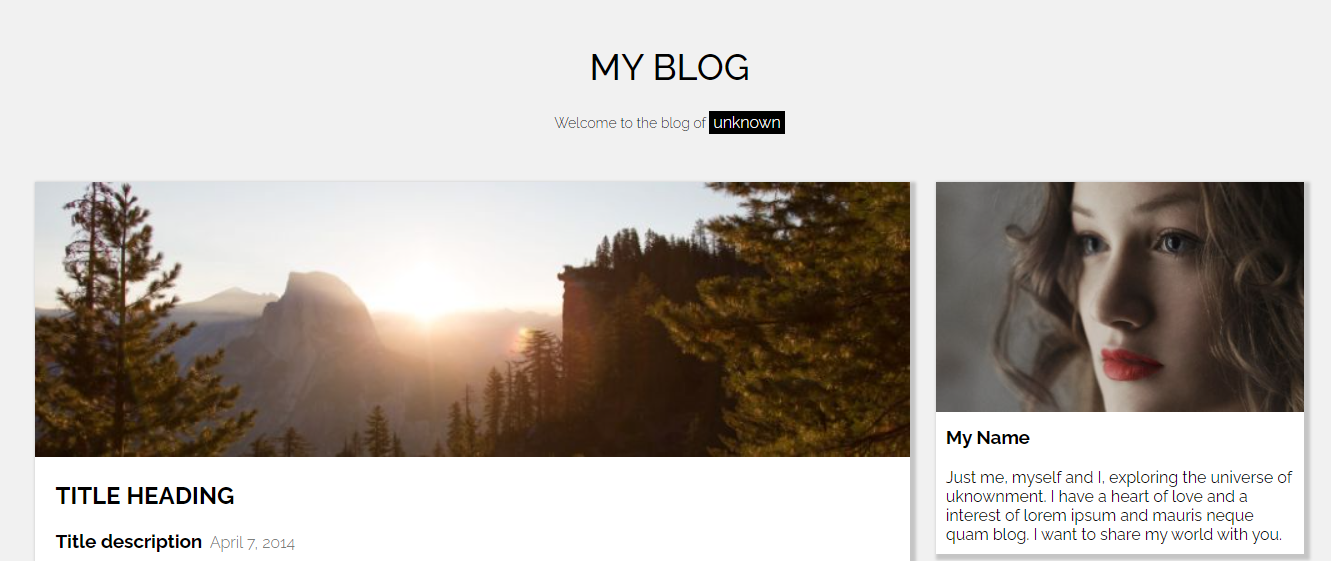 MY BLOG
Welcome to the blog of unknown
TITLE HEADING
Title description April 7, 2014
My Name
Just me, myself and I, exploring the universe of
uknownment. I have a heart of love and a
interest of lorem ipsum and mauris neque
quam blog. I want to share my world with you.